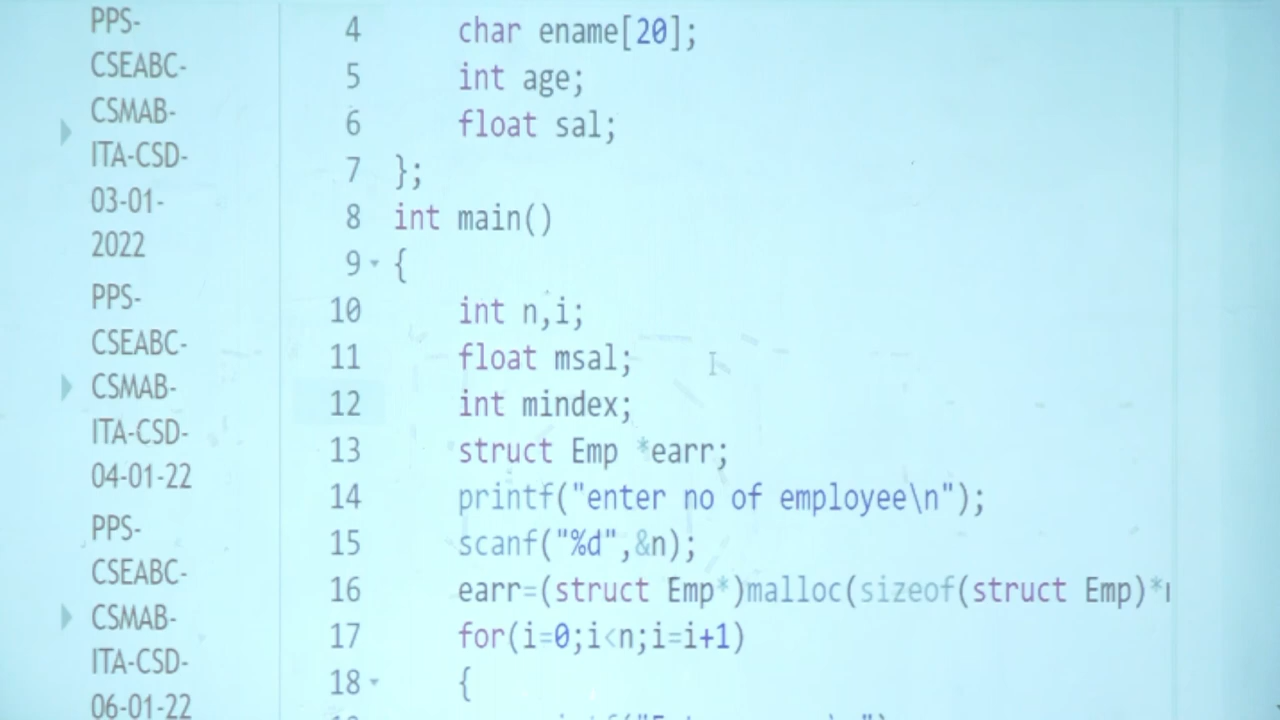 PPS-
CSEABC-
CSMAB-
ITA-CSD-
03-01-
2022
PPS-
CSEABC-
CSMAB-
ITA-CSD-
04-01-22
PPS-
CSEABC-
CSMAB-
ITA-CSD-
06-01-22
4 char ename[20];
5 int age;
6 float sal;
7 };
8 int main()
9 {
10 int n,i;
11 float msal;
12 int mindex;
13 struct Emp *earr;
14 printf("enter no of employee\n");
15 scanf("%d",&n);
16 earr=(struct Emp*)malloc(sizeof(struct Emp)*
17 for(i=0;i<n;i=i+1)
18 {